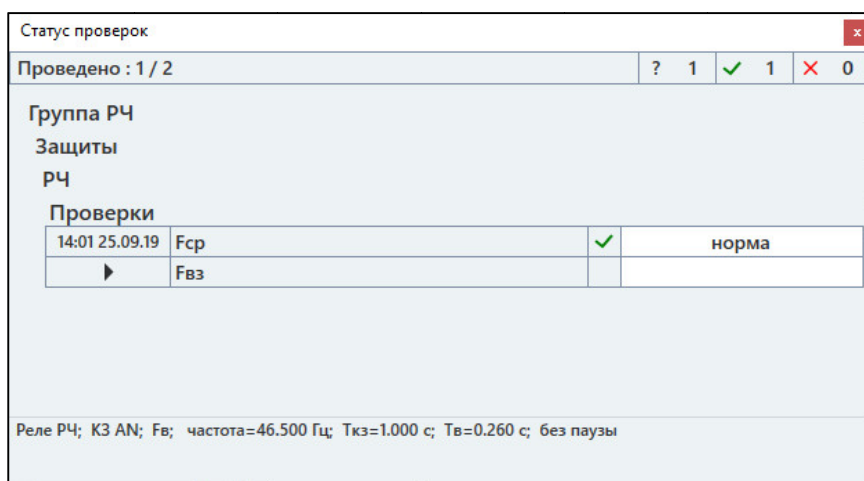 Статус проверок x
Проведено : 1 / 2 ? 1 ✓ 1 ✕ 0
Группа РЧ
Защиты
РЧ
Проверки
14:01 25.09.19 Fср ✓ норма
Fвз
Реле РЧ; КЗ AN; Fв; частота=46.500 Гц; Ткз=1.000 с; Тв=0.260 с; без паузы